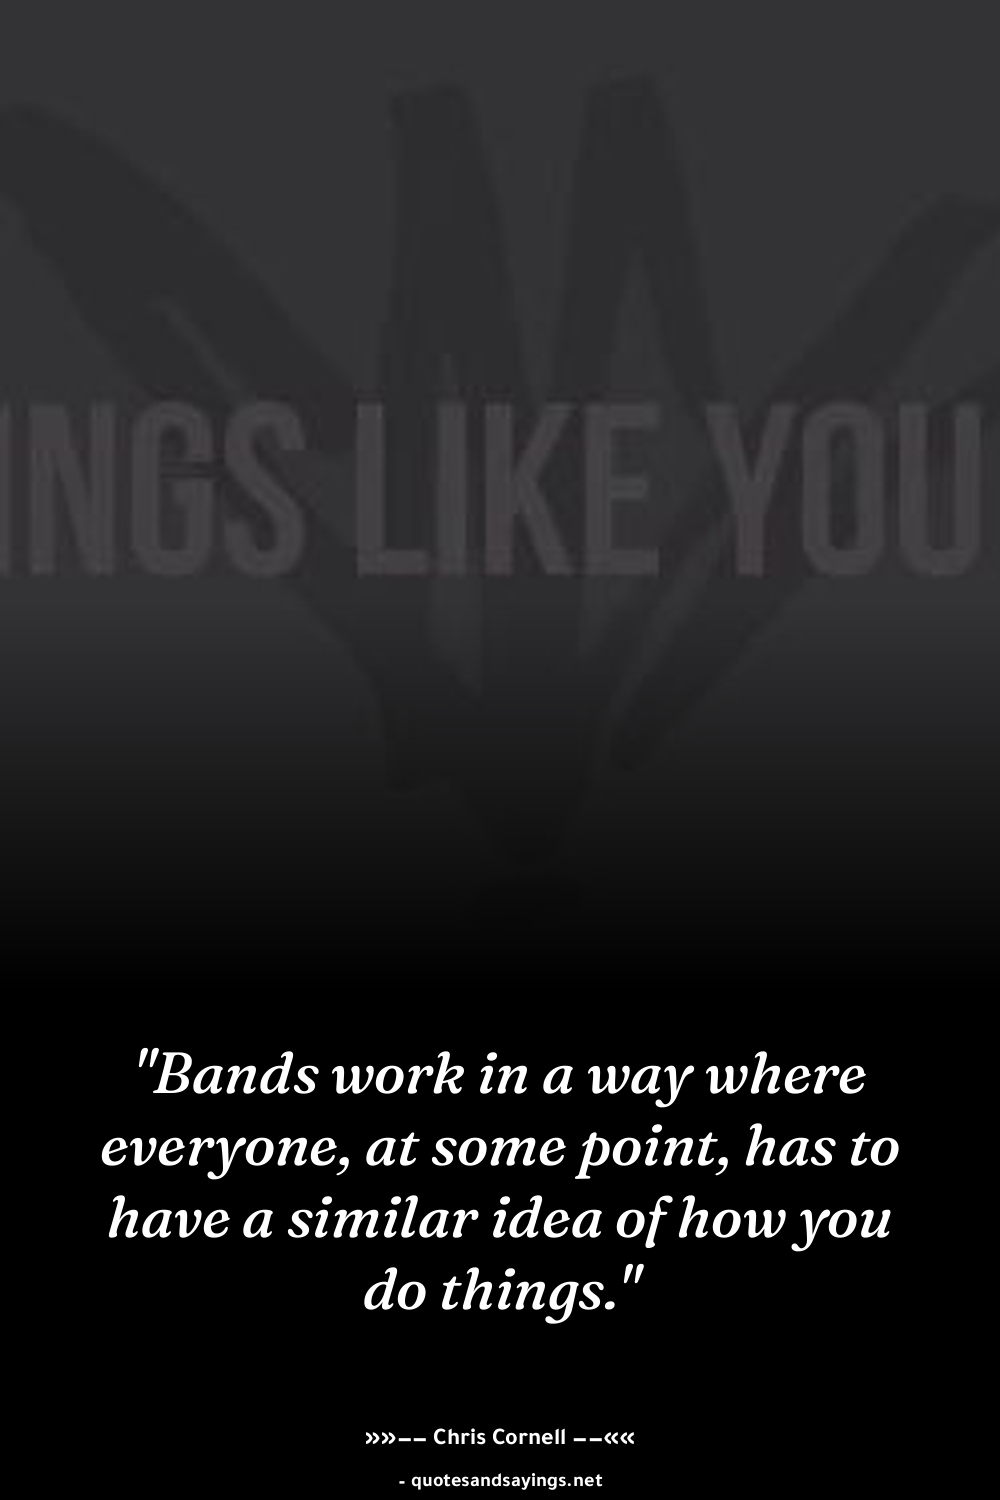 INGS LIKE YOU
"Bands work in a way where
everyone, at some point, has to
have a similar idea of how you
do things."
»»−− Chris Cornell −−««
- quotesandsayings.net